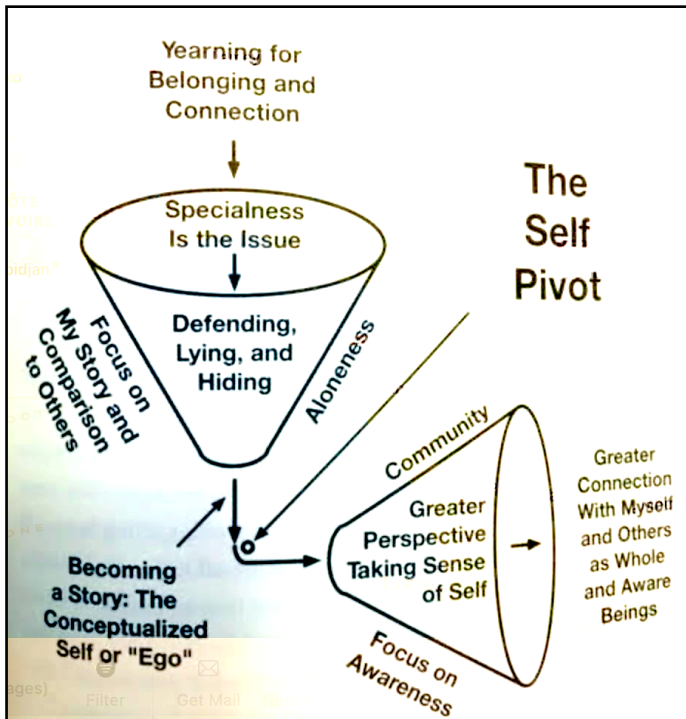 Yearning for
Belonging and
Connection
The
Self
Pivot
Specialness
Is the Issue
Defending,
Lying, and
Hiding
Focus on
My Story and
Comparison
to Others
Aloneness
Community
Greater
Perspective
Taking Sense
of Self
Greater
Connection
With Myself
and Others
as Whole
and Aware
Beings
Becoming
a Story: The
Conceptualized
Self or "Ego"
Focus on
Awareness
ages)
Filter
Get Mail